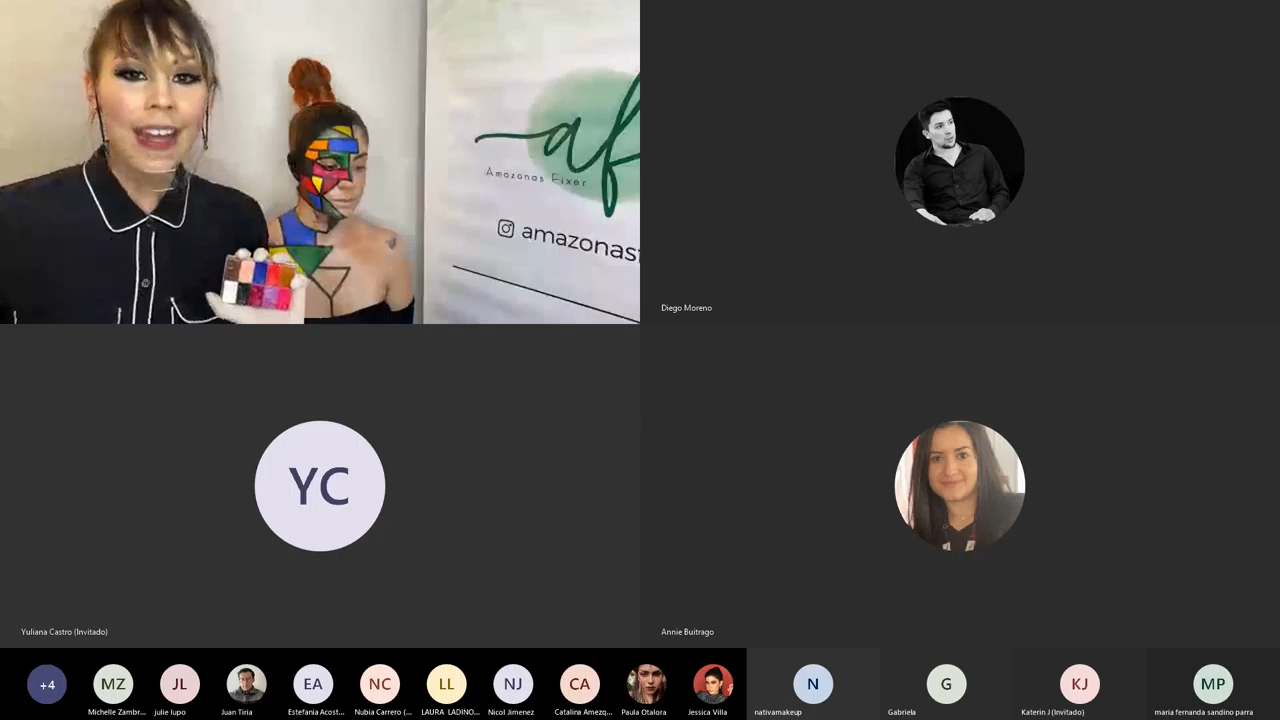 af
Amazonas Fixer
amazonasf
Diego Moreno
YC
Yuliana Castro (Invitado)
Annie Buitrago
+4
MZ
JL
EA
NC
LL
NJ
CA
N
G
KJ
MP
Michelle Zambr...
julie lupo
Juan Tiria
Estefania Acost...
Nubia Carrero (...
LAURA LADINO...
Nicol Jimenez
Catalina Amezq...
Paula Otalora
Jessica Villa
nativamakeup
Gabriela
Katerin J (Invitado)
maria fernanda sandino parra